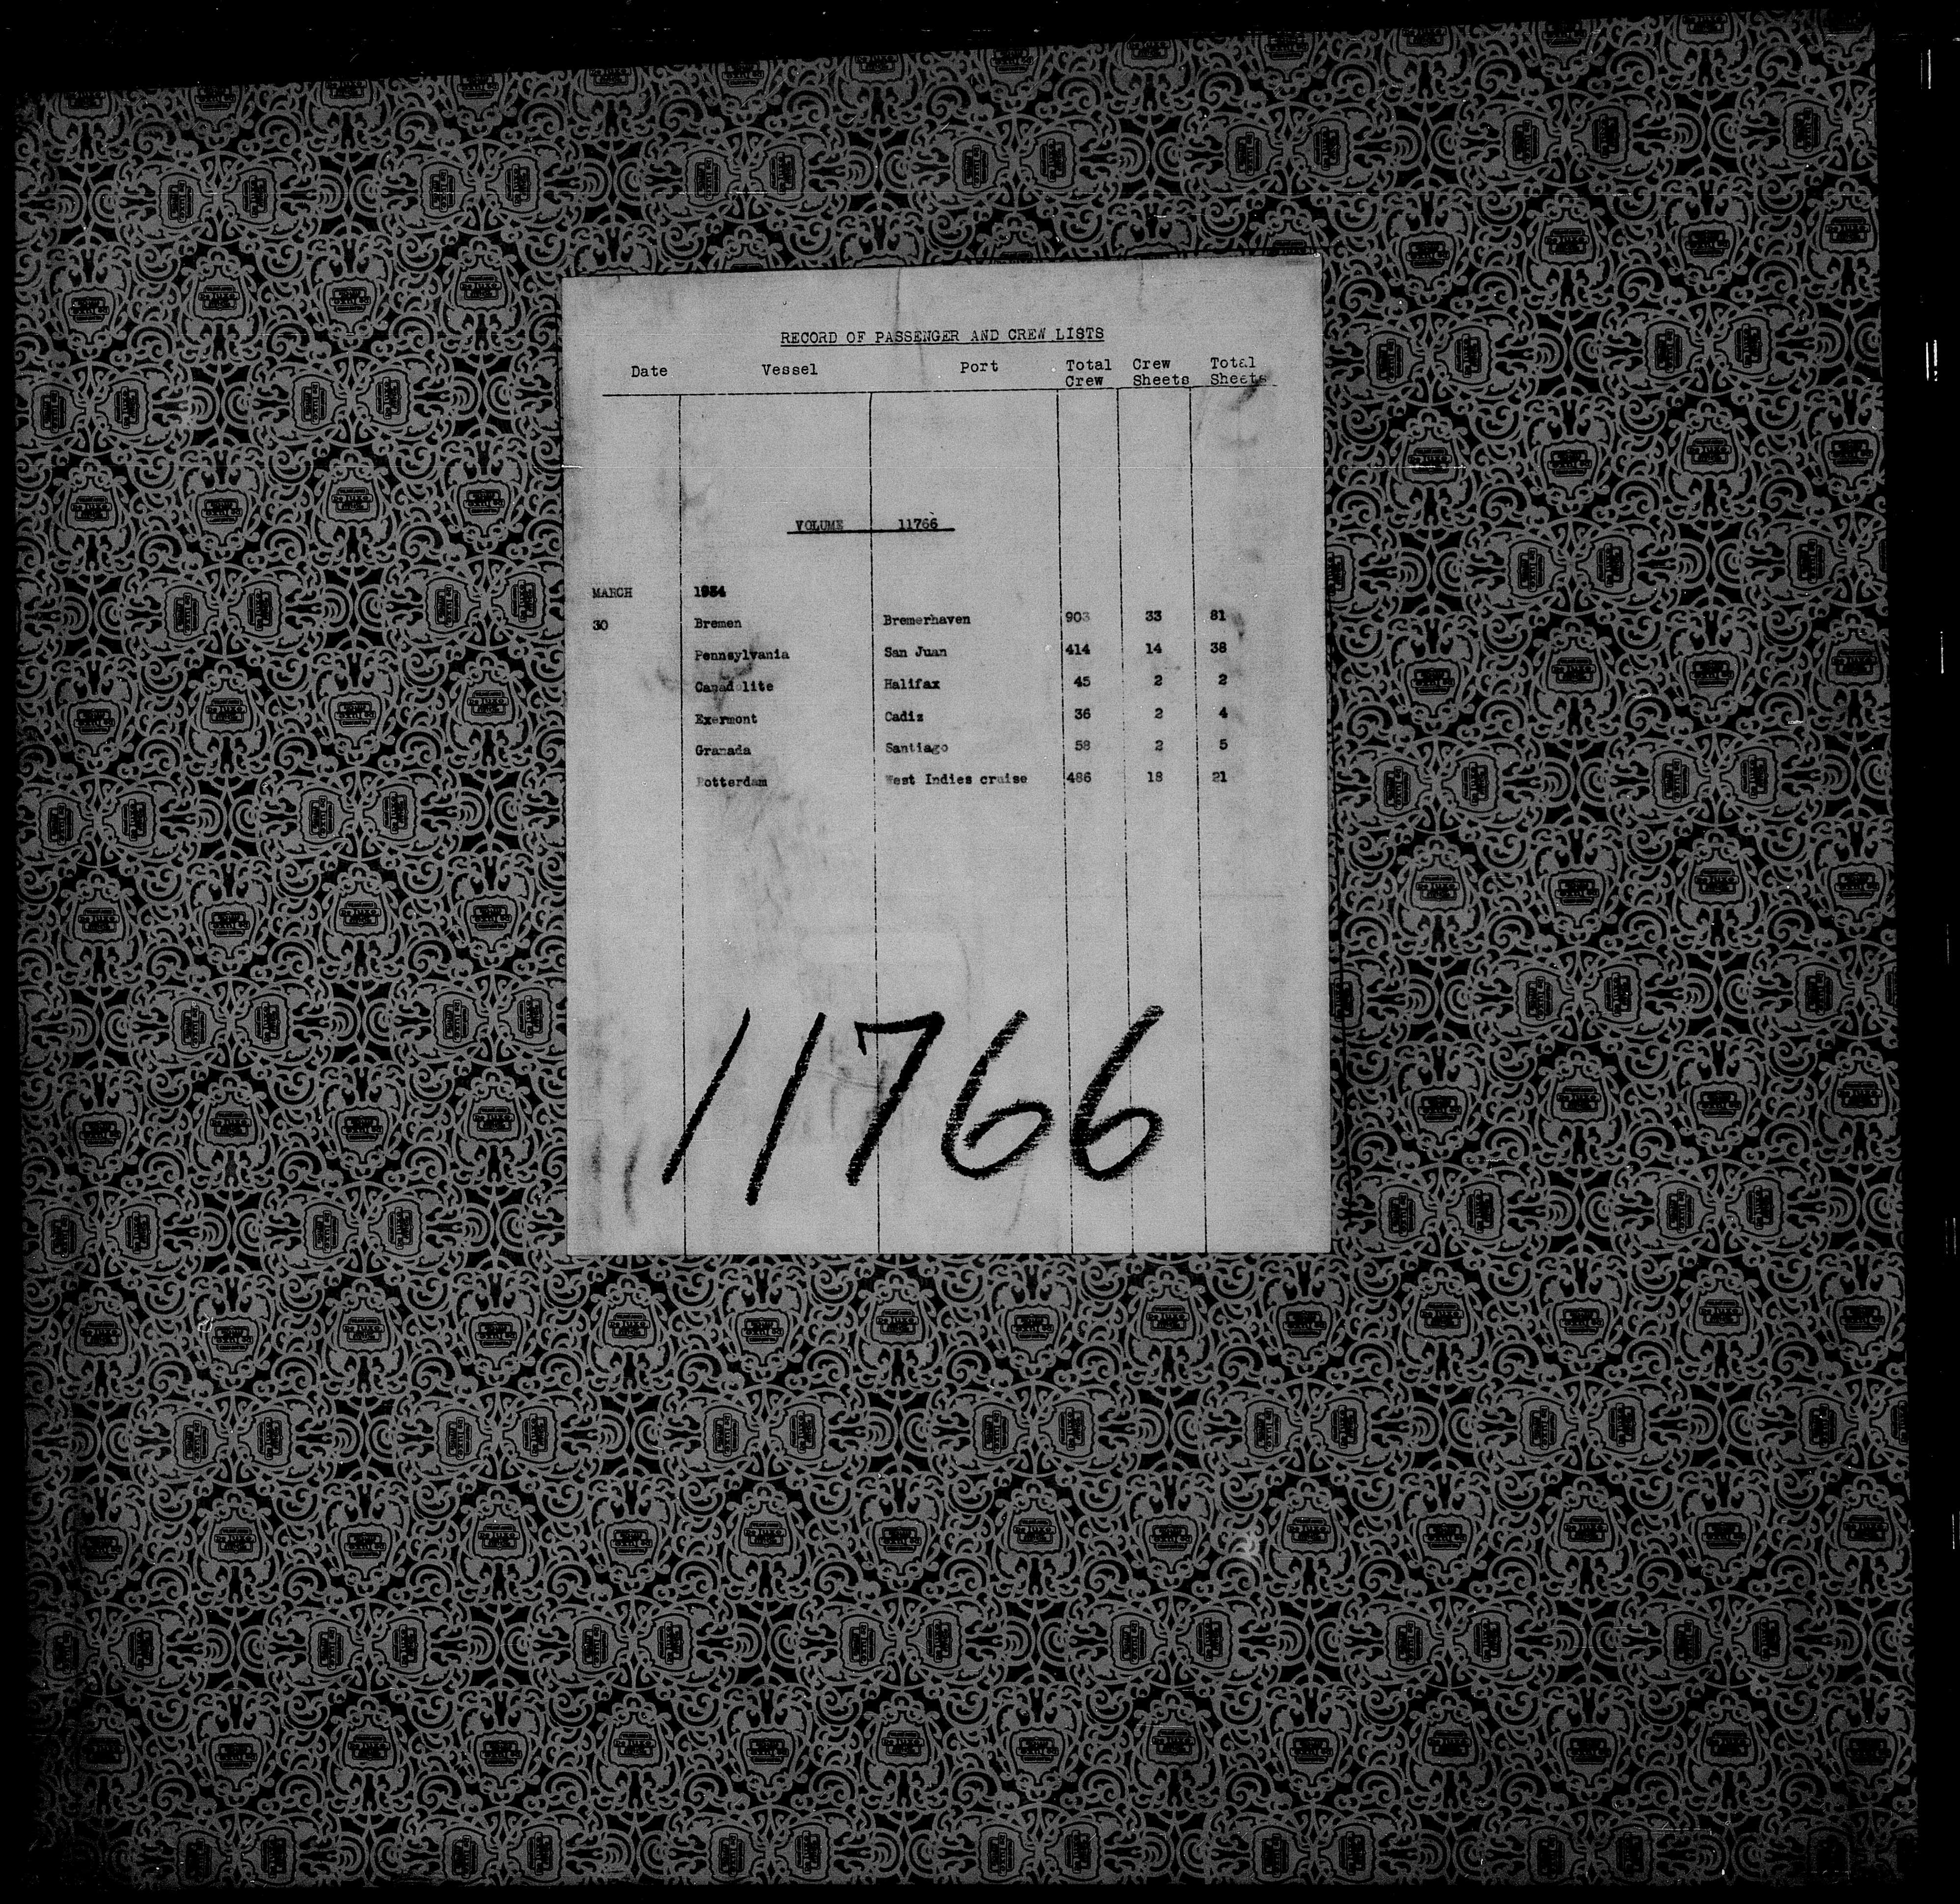 RECORD OF PASSENGER AND CREW LISTS
Date Vessel Port Total Crew Crew Sheets Total Sheets
VOLUME 11766
MARCH 1934
30 Bremen Bremerhaven 903 33 81
Pennsylvania San Juan 414 14 38
Canadolite Halifax 45 2 2
Exermont Cadiz 36 2 4
Granada Santiago 58 2 5
Rotterdam West Indies cruise 486 18 21
11766